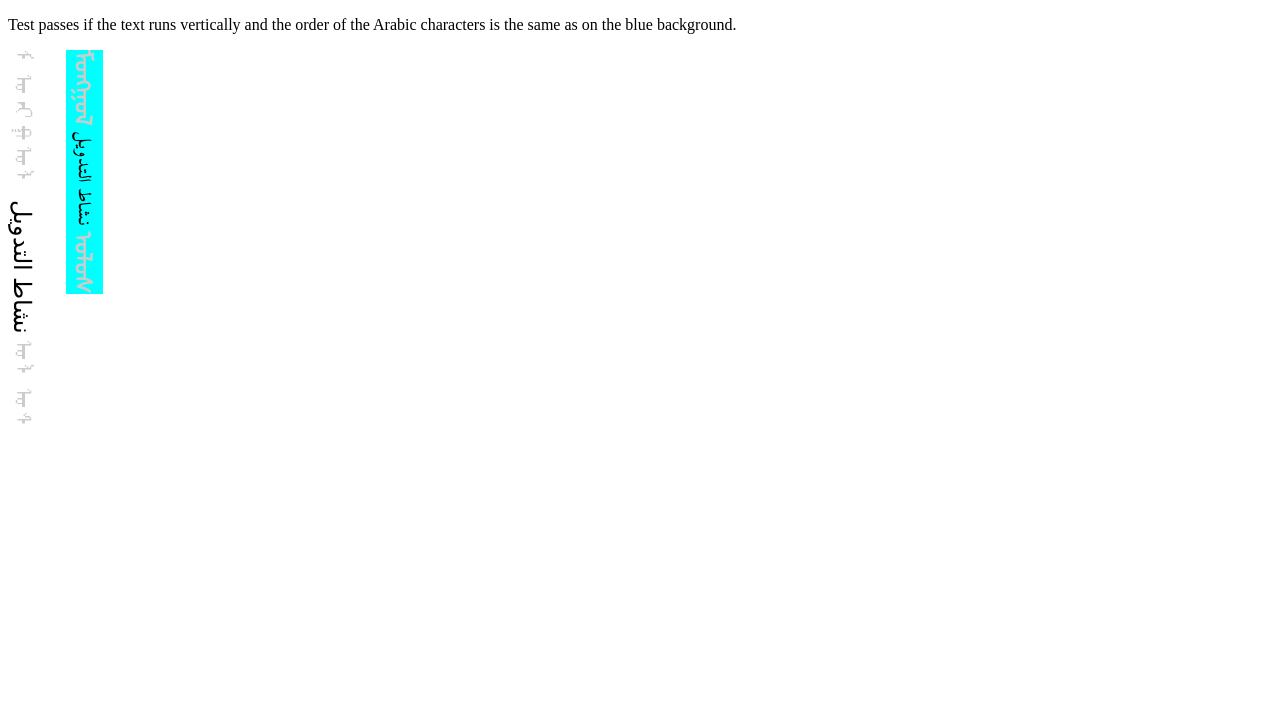 Test passes if the text runs vertically and the order of the Arabic characters is the same as on the blue background.
نشاط التدويل
نشاط التدويل